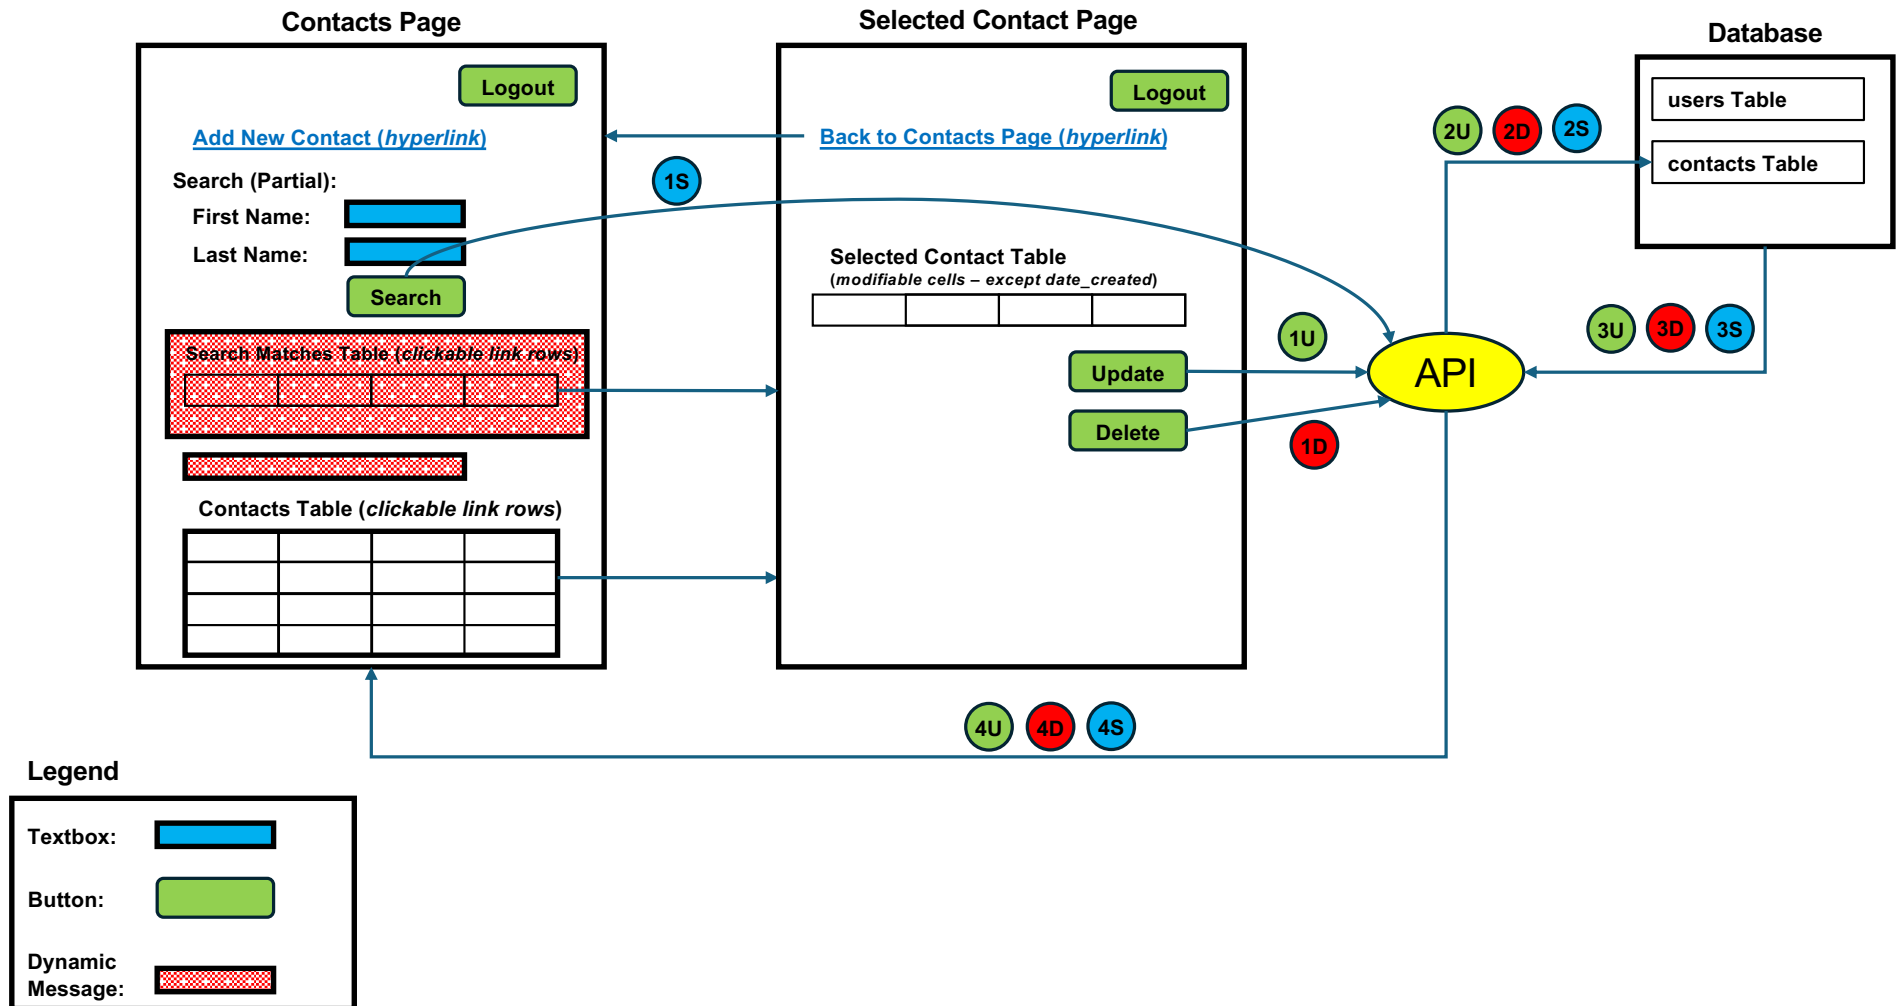 Contacts Page
Logout
Add New Contact (hyperlink)
Search (Partial):
First Name:
Last Name:
Search
Search Matches Table (clickable link rows)
Contacts Table (clickable link rows)
Selected Contact Page
Logout
Back to Contacts Page (hyperlink)
1S
Selected Contact Table
(modifiable cells – except date_created)
Update
Delete
1U
1D
API
2U 2D 2S
3U 3D 3S
4U 4D 4S
Database
users Table
contacts Table
Legend
Textbox:
Button:
Dynamic
Message: